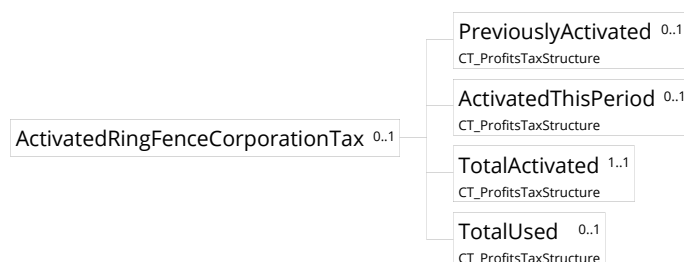 PreviouslyActivated 0..1
CT_ProfitsTaxStructure
ActivatedThisPeriod 0..1
CT_ProfitsTaxStructure
ActivatedRingFenceCorporationTax 0..1
TotalActivated 1..1
CT_ProfitsTaxStructure
TotalUsed 0..1
CT_ProfitsTaxStructure